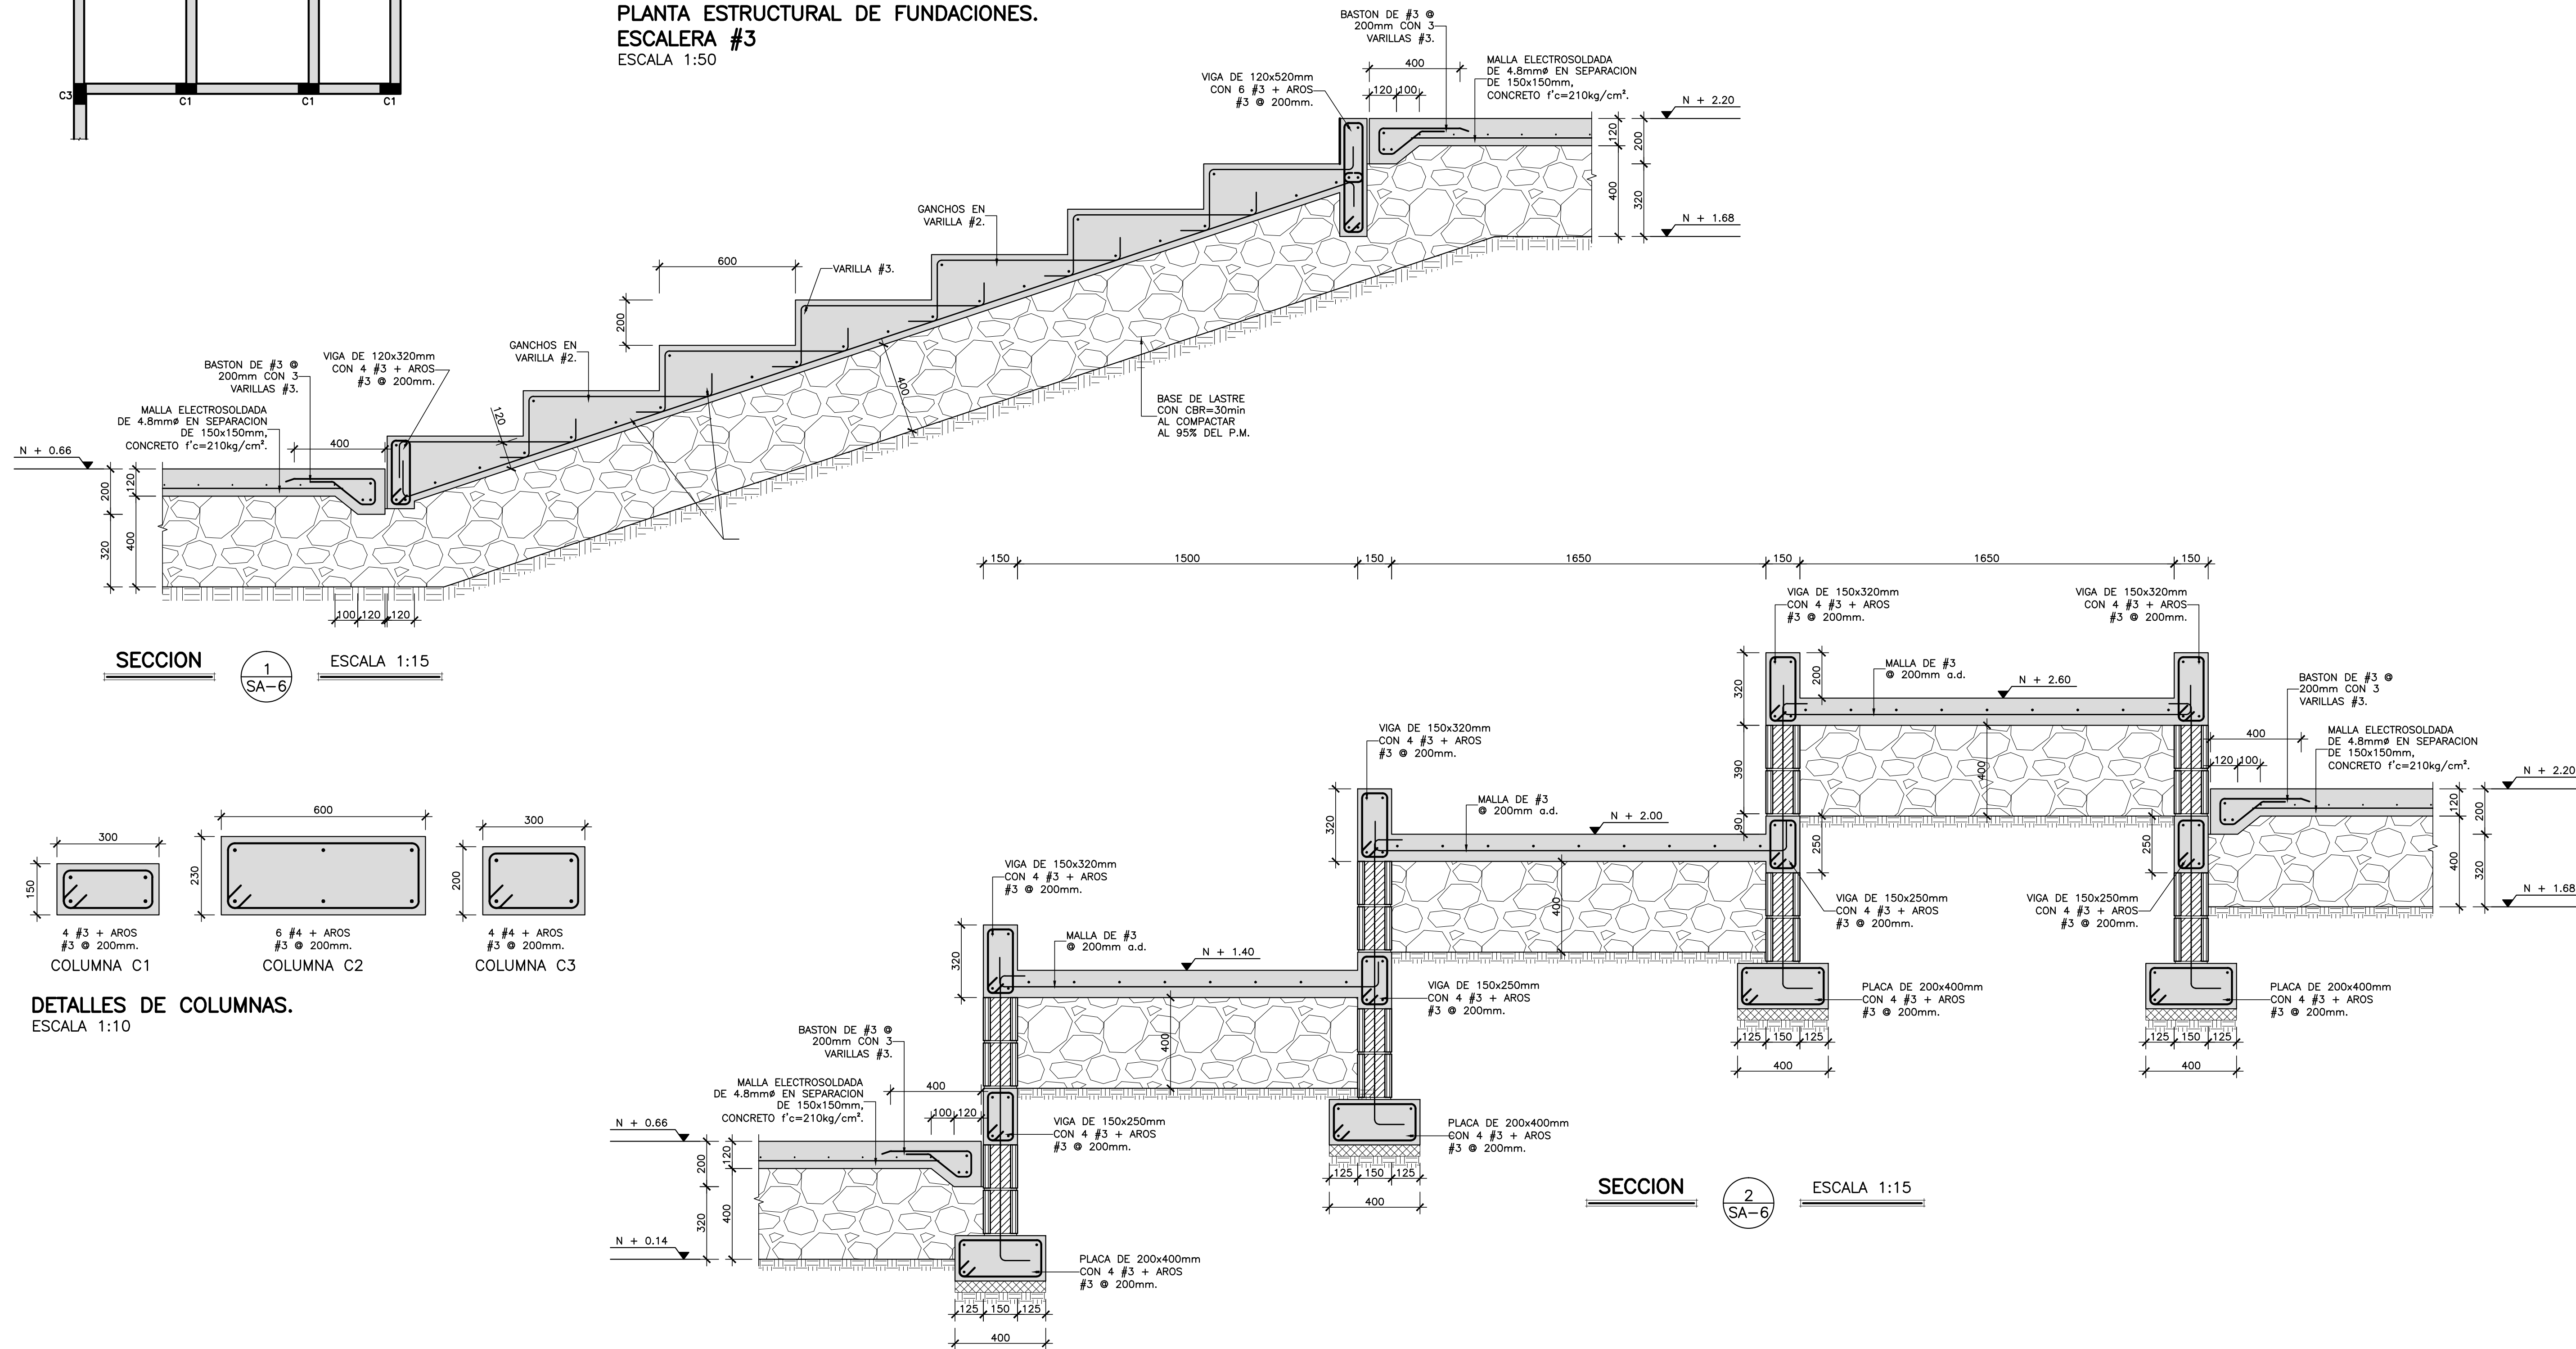 PLANTA ESTRUCTURAL DE FUNDACIONES.
ESCALERA #3
ESCALA 1:50
C3
C1
C1
C1
BASTON DE #3 @
200mm CON 3
VARILLAS #3.
400
120
100
MALLA ELECTROSOLDADA
DE 4.8mmø EN SEPARACION
DE 150x150mm,
CONCRETO f'c=210kg/cm².
VIGA DE 120x520mm
CON 6 #3 + AROS
#3 @ 200mm.
N + 2.20
120
200
400
320
N + 1.68
GANCHOS EN
VARILLA #2.
600
VARILLA #3.
200
GANCHOS EN
VARILLA #2.
VIGA DE 120x320mm
CON 4 #3 + AROS
#3 @ 200mm.
BASTON DE #3 @
200mm CON 3
VARILLAS #3.
MALLA ELECTROSOLDADA
DE 4.8mmø EN SEPARACION
DE 150x150mm,
CONCRETO f'c=210kg/cm².
400
120
400
BASE DE LASTRE
CON CBR=30min
AL COMPACTAR
AL 95% DEL P.M.
N + 0.66
200
120
320
400
100
120
120
SECCION
1
SA-6
ESCALA 1:15
150
1500
150
1650
150
1650
150
VIGA DE 150x320mm
CON 4 #3 + AROS
#3 @ 200mm.
VIGA DE 150x320mm
CON 4 #3 + AROS
#3 @ 200mm.
320
200
MALLA DE #3
@ 200mm a.d.
N + 2.60
BASTON DE #3 @
200mm CON 3
VARILLAS #3.
400
120
100
MALLA ELECTROSOLDADA
DE 4.8mmø EN SEPARACION
DE 150x150mm,
CONCRETO f'c=210kg/cm².
N + 2.20
390
400
90
250
250
120
200
400
320
N + 1.68
VIGA DE 150x320mm
CON 4 #3 + AROS
#3 @ 200mm.
320
MALLA DE #3
@ 200mm a.d.
N + 2.00
400
VIGA DE 150x250mm
CON 4 #3 + AROS
#3 @ 200mm.
VIGA DE 150x250mm
CON 4 #3 + AROS
#3 @ 200mm.
PLACA DE 200x400mm
CON 4 #3 + AROS
#3 @ 200mm.
PLACA DE 200x400mm
CON 4 #3 + AROS
#3 @ 200mm.
125
150
125
400
125
150
125
400
600
300
230
6 #4 + AROS
#3 @ 200mm.
COLUMNA C2
300
150
4 #3 + AROS
#3 @ 200mm.
COLUMNA C1
200
4 #4 + AROS
#3 @ 200mm.
COLUMNA C3
DETALLES DE COLUMNAS.
ESCALA 1:10
VIGA DE 150x320mm
CON 4 #3 + AROS
#3 @ 200mm.
320
MALLA DE #3
@ 200mm a.d.
N + 1.40
400
VIGA DE 150x250mm
CON 4 #3 + AROS
#3 @ 200mm.
BASTON DE #3 @
200mm CON 3
VARILLAS #3.
MALLA ELECTROSOLDADA
DE 4.8mmø EN SEPARACION
DE 150x150mm,
CONCRETO f'c=210kg/cm².
400
100
120
VIGA DE 150x250mm
CON 4 #3 + AROS
#3 @ 200mm.
PLACA DE 200x400mm
CON 4 #3 + AROS
#3 @ 200mm.
125
150
125
400
N + 0.66
200
120
320
400
N + 0.14
PLACA DE 200x400mm
CON 4 #3 + AROS
#3 @ 200mm.
125
150
125
400
SECCION
2
SA-6
ESCALA 1:15